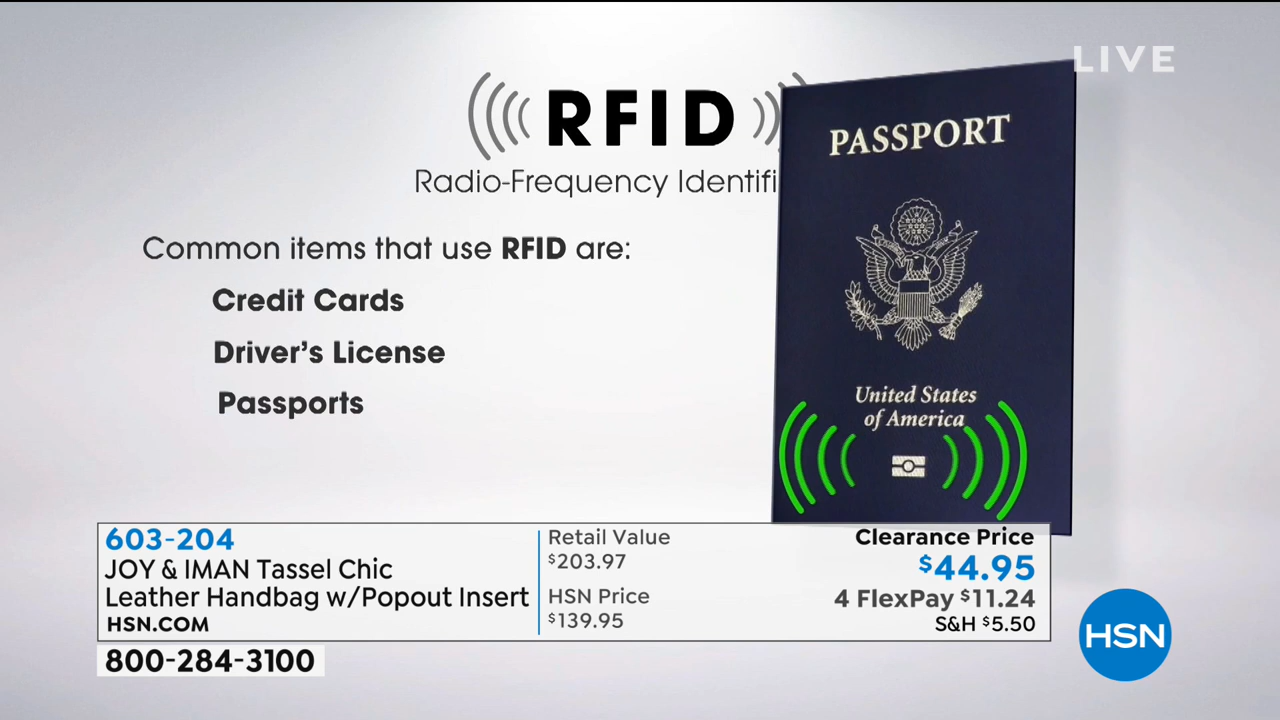 LIVE
RFID
Radio-Frequency Identifi
PASSPORT
Common items that use RFID are:
Credit Cards
Driver's License
Passports
United States
of America
603-204
JOY & IMAN Tassel Chic
Leather Handbag w/Popout Insert
HSN.COM
Retail Value
$203.97
HSN Price
$139.95
Clearance Price
$44.95
4 FlexPay $11.24
S&H $5.50
800-284-3100
HSN